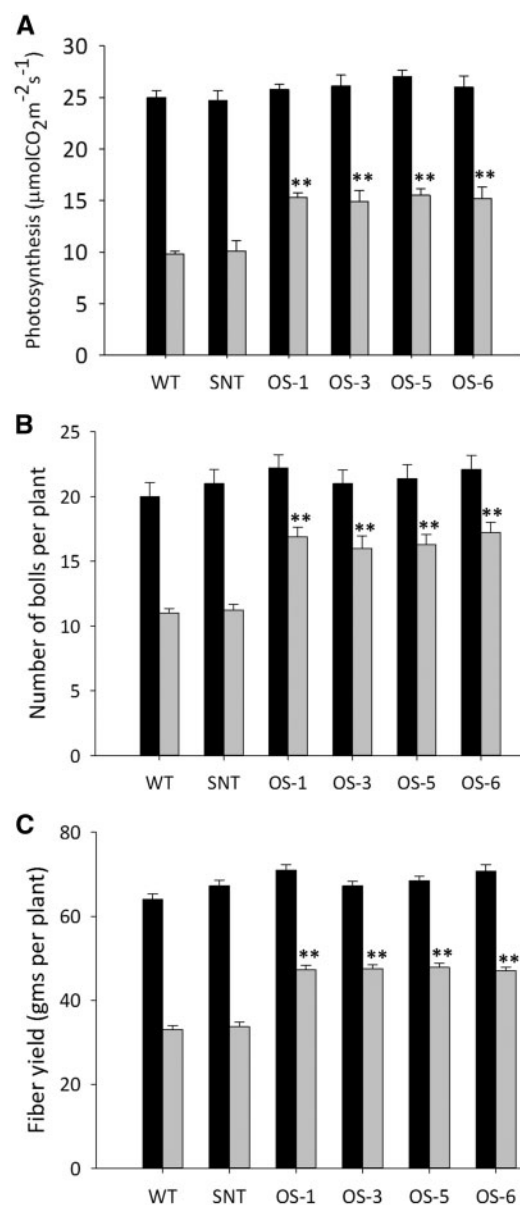 A
Photosynthesis (µmolCO₂m⁻²s⁻¹)
30
25
20
15
10
5
0
** ** ** **
WT SNT OS-1 OS-3 OS-5 OS-6
B
Number of bolls per plant
25
20
15
10
5
0
** ** ** **
WT SNT OS-1 OS-3 OS-5 OS-6
C
Fiber yield (gms per plant)
80
60
40
20
0
** ** ** **
WT SNT OS-1 OS-3 OS-5 OS-6